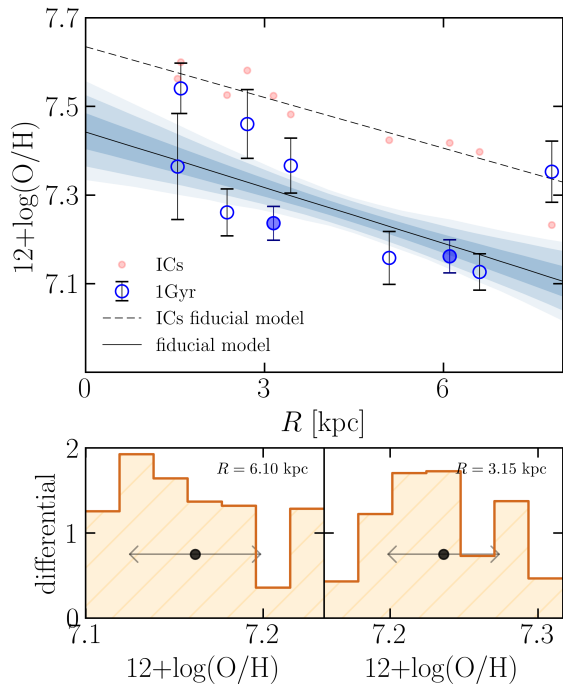 7.7
7.5
7.3
7.1
12+log(O/H)
ICs
1Gyr
ICs fiducial model
fiducial model
0
3
6
R [kpc]
2
1
0
differential
R = 6.10 kpc
R = 3.15 kpc
7.1
7.2
7.2
7.3
12+log(O/H)
12+log(O/H)